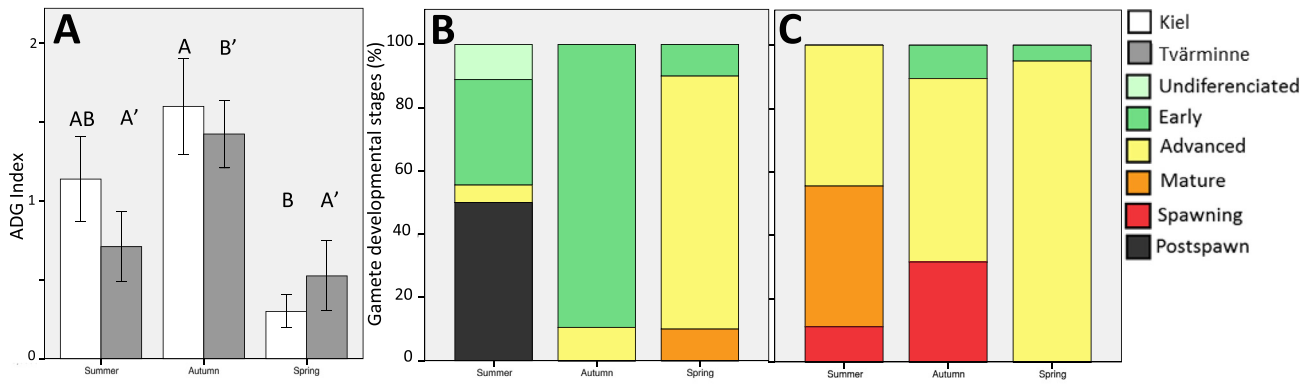 A
ADG Index
2
1
0
AB
A’
A
B’
B
A’
Summer
Autumn
Spring
B
Gamete developmental stages (%)
100
80
60
40
20
0
Summer
Autumn
Spring
C
Summer
Autumn
Spring
Kiel
Tvärminne
Undiferenciated
Early
Advanced
Mature
Spawning
Postspawn